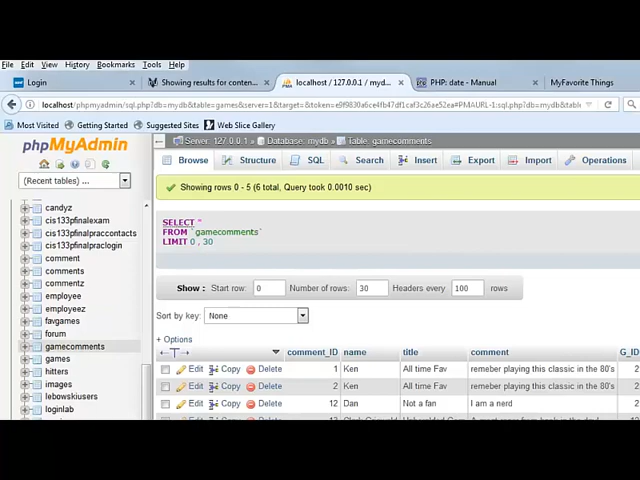 File Edit View History Bookmarks Tools Help
Login × Showing results for conten... × localhost / 127.0.0.1 / myd... × PHP: date - Manual × MyFavorite Things
localhost/phpmyadmin/sql.php?db=mydb&table=games&server=1&target=&token=
Most Visited Getting Started Suggested Sites Web Slice Gallery
phpMyAdmin
Server: 127.0.0.1 » Database: mydb » Table: gamecomments
Browse Structure SQL Search Insert Export Import Operations
(Recent tables) ...
Showing rows 0 - 5 (6 total, Query took 0.0010 sec)
SELECT *
FROM `gamecomments`
LIMIT 0 , 30
Show : Start row: 0 Number of rows: 30 Headers every 100 rows
Sort by key: None
+ Options
candyz
cis133pfinalexam
cis133pfinalpraccontacts
cis133pfinalpraclogin
comment
comments
commentz
employee
employeez
favgames
forum
gamecomments
games
hitters
images
lebowskiusers
loginlab
comment_ID name title comment G_ID
Edit Copy Delete 1 Ken All time Fav remeber playing this classic in the 80's 2
Edit Copy Delete 2 Ken All time Fav remeber playing this classic in the 80's 2
Edit Copy Delete 12 Dan Not a fan I am a nerd 2